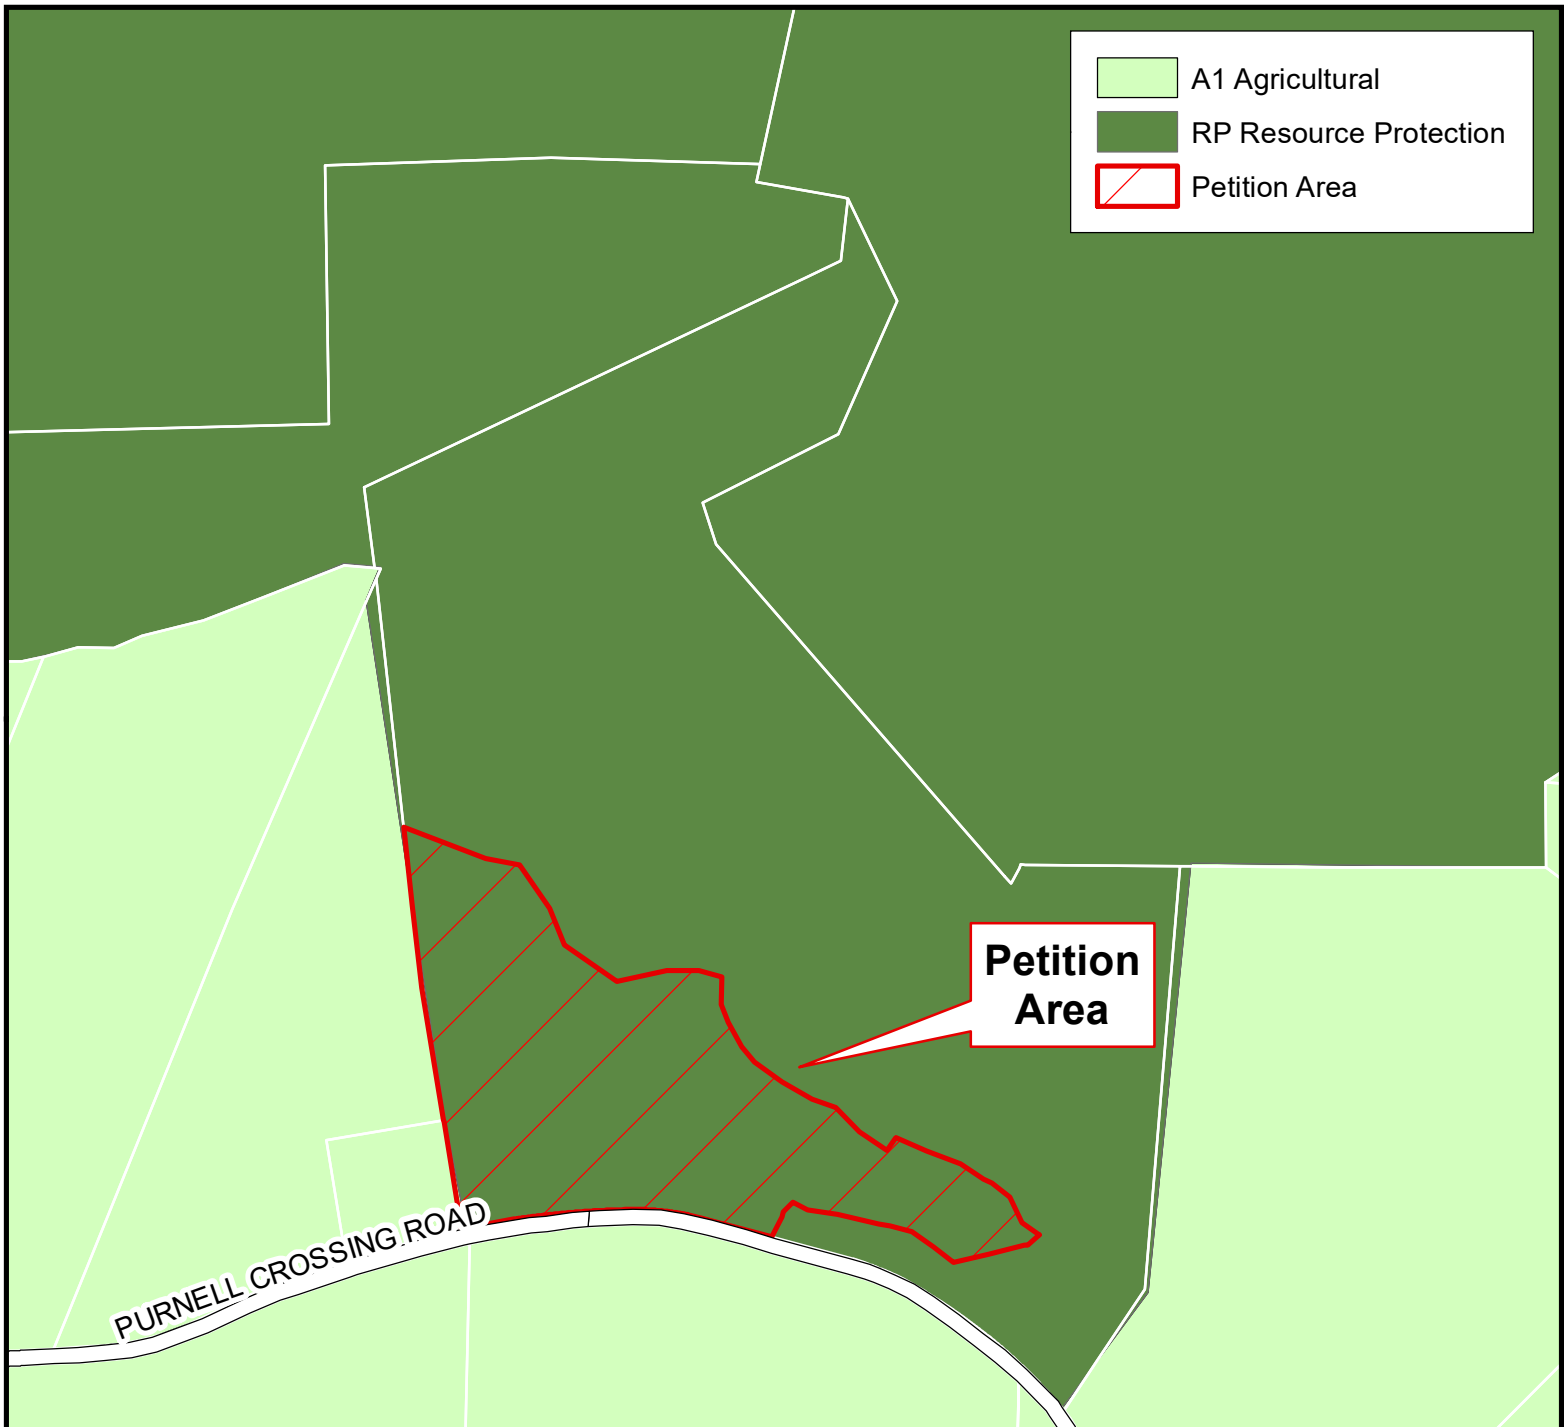 A1 Agricultural
RP Resource Protection
Petition Area
Petition
Area
PURNELL CROSSING ROAD